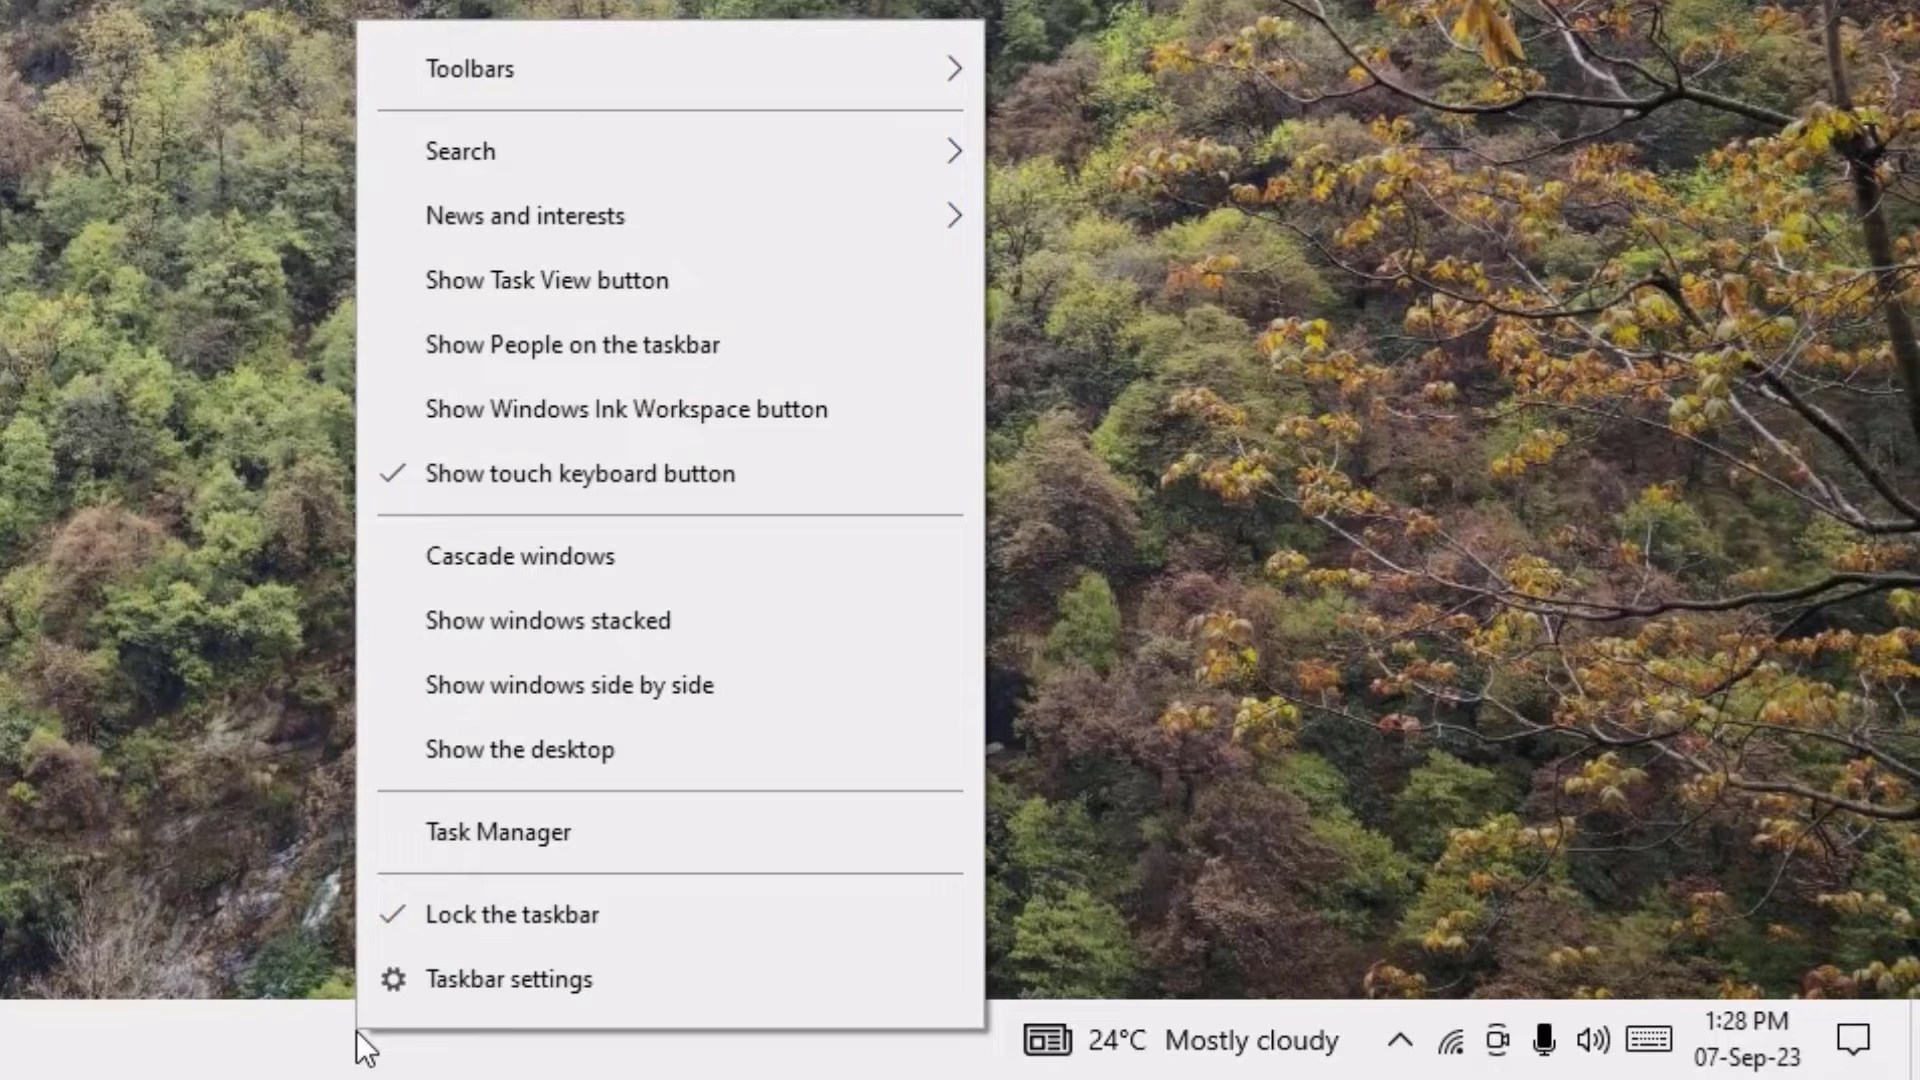 Toolbars
Search
News and interests
Show Task View button
Show People on the taskbar
Show Windows Ink Workspace button
Show touch keyboard button
Cascade windows
Show windows stacked
Show windows side by side
Show the desktop
Task Manager
Lock the taskbar
Taskbar settings
24°C Mostly cloudy
1:28 PM
07-Sep-23